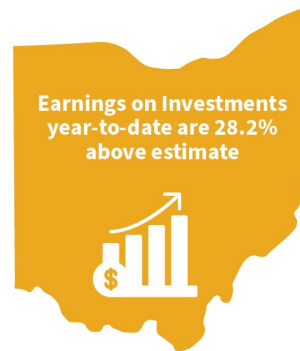 Earnings on Investments
year-to-date are 28.2%
above estimate
$